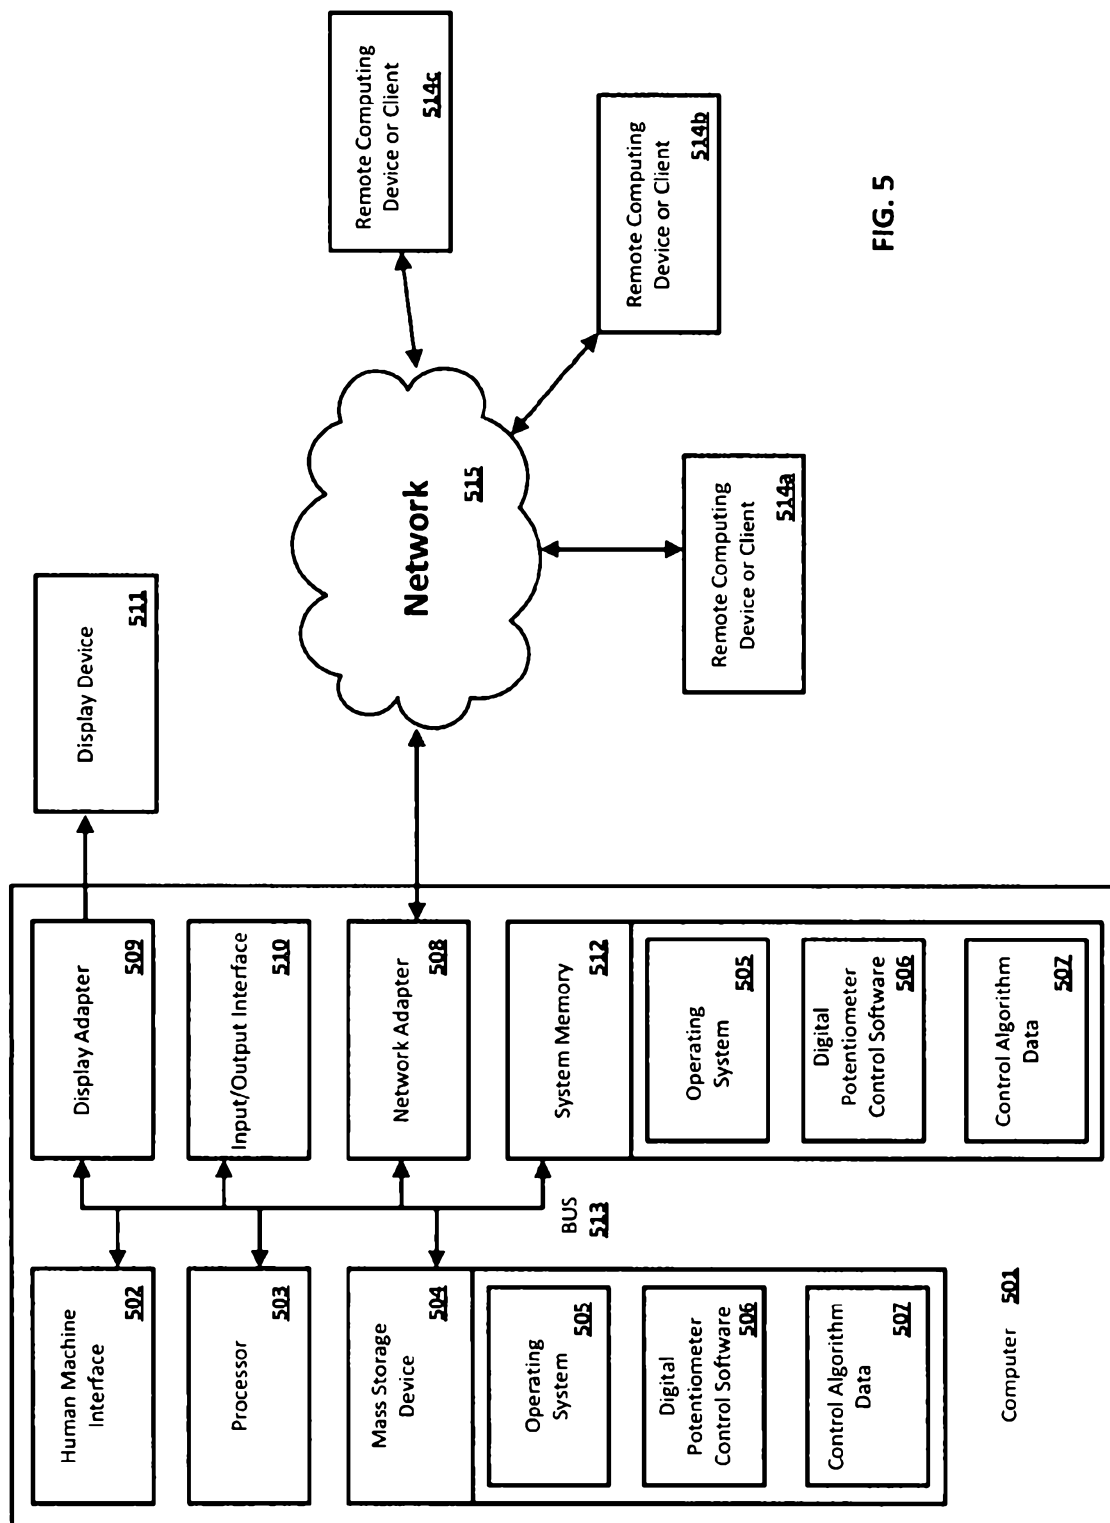 Human Machine
Interface
502
Processor
503
Mass Storage
Device
504
Operating
System
505
Digital
Potentiometer
Control Software
506
Control Algorithm
Data
507
Computer 501
Display Adapter
509
Input/Output Interface
510
Network Adapter
508
System Memory
512
Operating
System
505
Digital
Potentiometer
Control Software
506
Control Algorithm
Data
507
BUS
513
Display Device
511
Network
515
Remote Computing
Device or Client
514c
Remote Computing
Device or Client
514b
Remote Computing
Device or Client
514a
FIG. 5